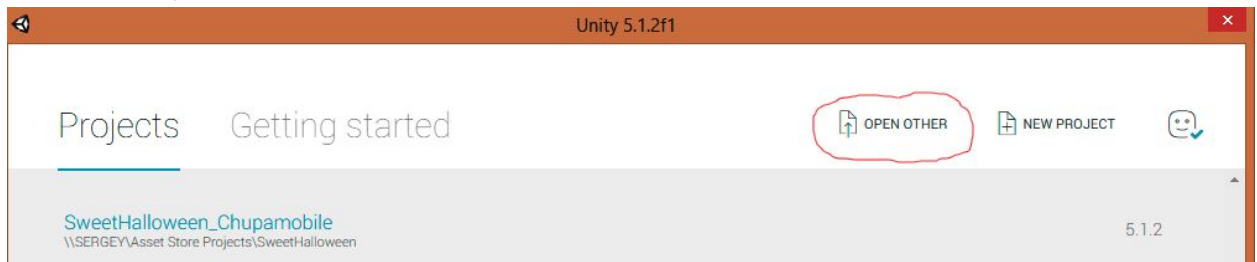 Unity 5.1.2f1
Projects Getting started OPEN OTHER NEW PROJECT
SweetHalloween_Chupamobile
\\SERGEY\Asset Store Projects\SweetHalloween
5.1.2